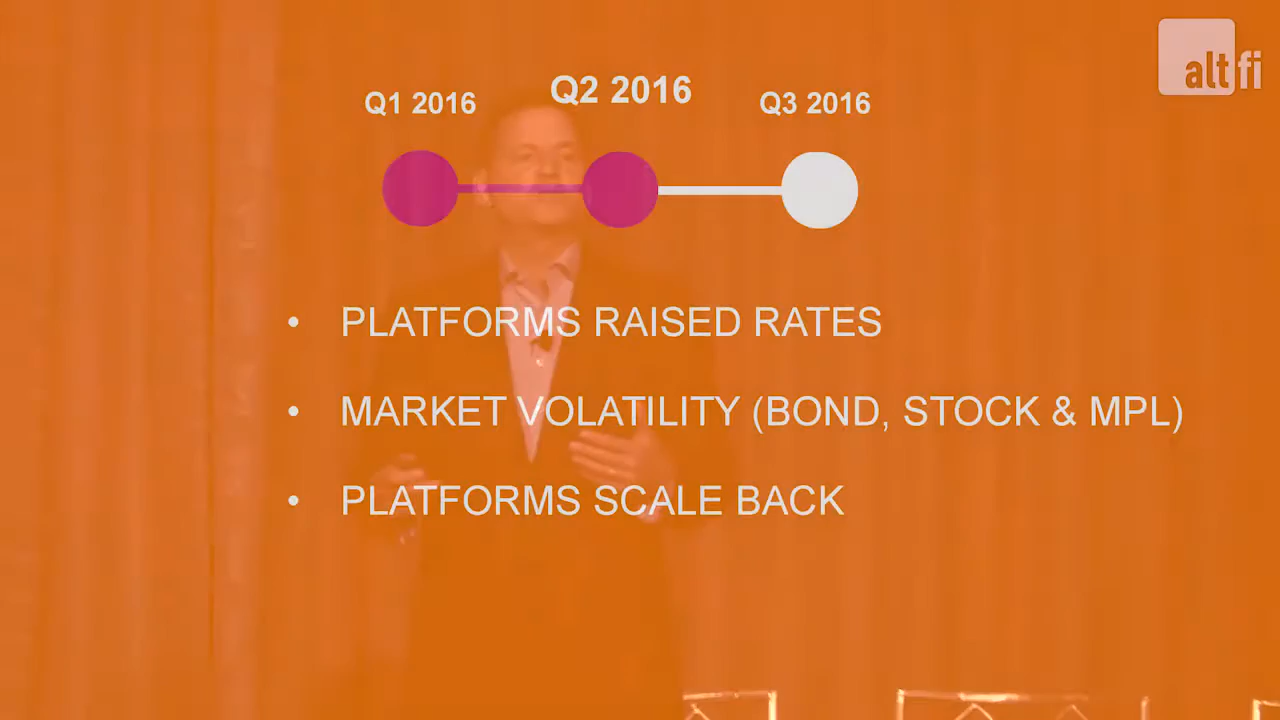 altfi
Q1 2016
Q2 2016
Q3 2016
• PLATFORMS RAISED RATES
• MARKET VOLATILITY (BOND, STOCK & MPL)
• PLATFORMS SCALE BACK